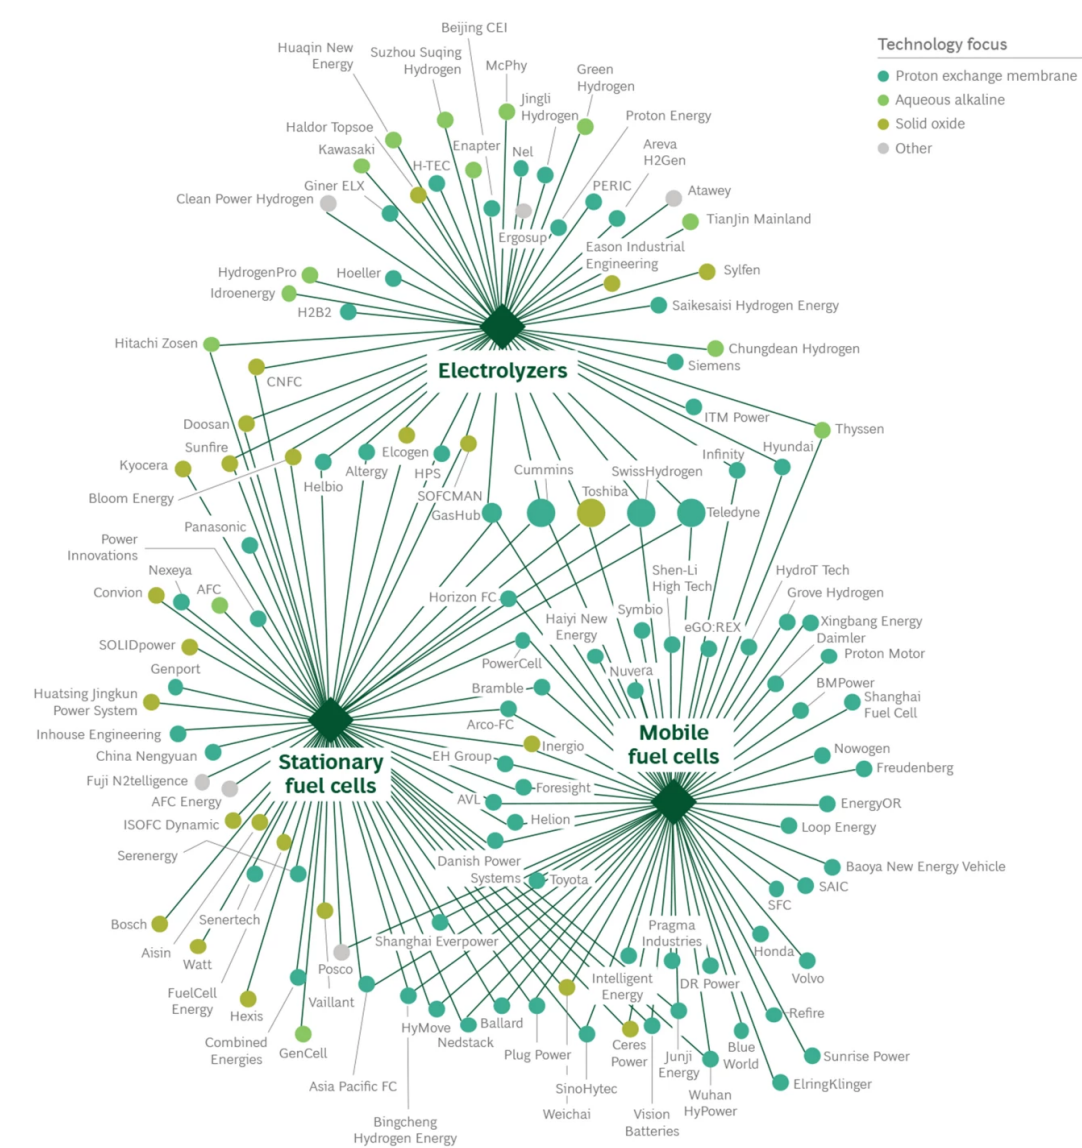 Beijing CEI
Huaqin New
Energy
Suzhou Suqing
Hydrogen
McPhy
Green
Hydrogen
Jingli
Hydrogen
Technology focus
Proton exchange membrane
Aqueous alkaline
Solid oxide
Other
Haldor Topsoe
Proton Energy
Kawasaki
Enapter
Nel
Areva
H2Gen
H-TEC
Giner ELX
PERIC
Atawey
Clean Power Hydrogen
TianJin Mainland
Ergosup
Eason Industrial
Engineering
HydrogenPro
Hoeller
Sylfen
Idroenergy
H2B2
Saikesaisi Hydrogen Energy
Hitachi Zosen
Chungdean Hydrogen
Electrolyzers
Siemens
CNFC
ITM Power
Doosan
Thyssen
Sunfire
Elcogen
Hyundai
Kyocera
Altergy
HPS
Cummins
SwissHydrogen
Infinity
Bloom Energy
Helbio
SOFCMAN
Toshiba
GasHub
Teledyne
Panasonic
Power
Innovations
Nexeya
Shen-Li
High Tech
HydroT Tech
Convion
AFC
Horizon FC
Symbio
Grove Hydrogen
Haiyi New
Energy
eGO:REX
Xingbang Energy
Daimler
SOLIDpower
PowerCell
Proton Motor
Genport
Nuvera
BMPower
Huatsing Jingkun
Power System
Bramble
Shanghai
Fuel Cell
Arco-FC
Inhouse Engineering
Mobile
fuel cells
Inergio
Nowogen
China Nengyuan
Stationary
fuel cells
EH Group
Freudenberg
Fuji N2telligence
Foresight
AFC Energy
AVL
EnergyOR
ISOFC Dynamic
Helion
Loop Energy
Serenergy
Danish Power
Systems
Toyota
Baoya New Energy Vehicle
SAIC
SFC
Bosch
Senertech
Shanghai Everpower
Pragma
Industries
Aisin
Honda
Watt
Posco
Intelligent
Energy
DR Power
Volvo
FuelCell
Energy
Vaillant
Hexis
Refire
HyMove
Ballard
Combined
Energies
GenCell
Nedstack
Plug Power
Ceres
Power
Junji
Energy
Blue
World
Sunrise Power
Asia Pacific FC
SinoHytec
ElringKlinger
Wuhan
HyPower
Weichai
Bingcheng
Hydrogen Energy
Vision
Batteries